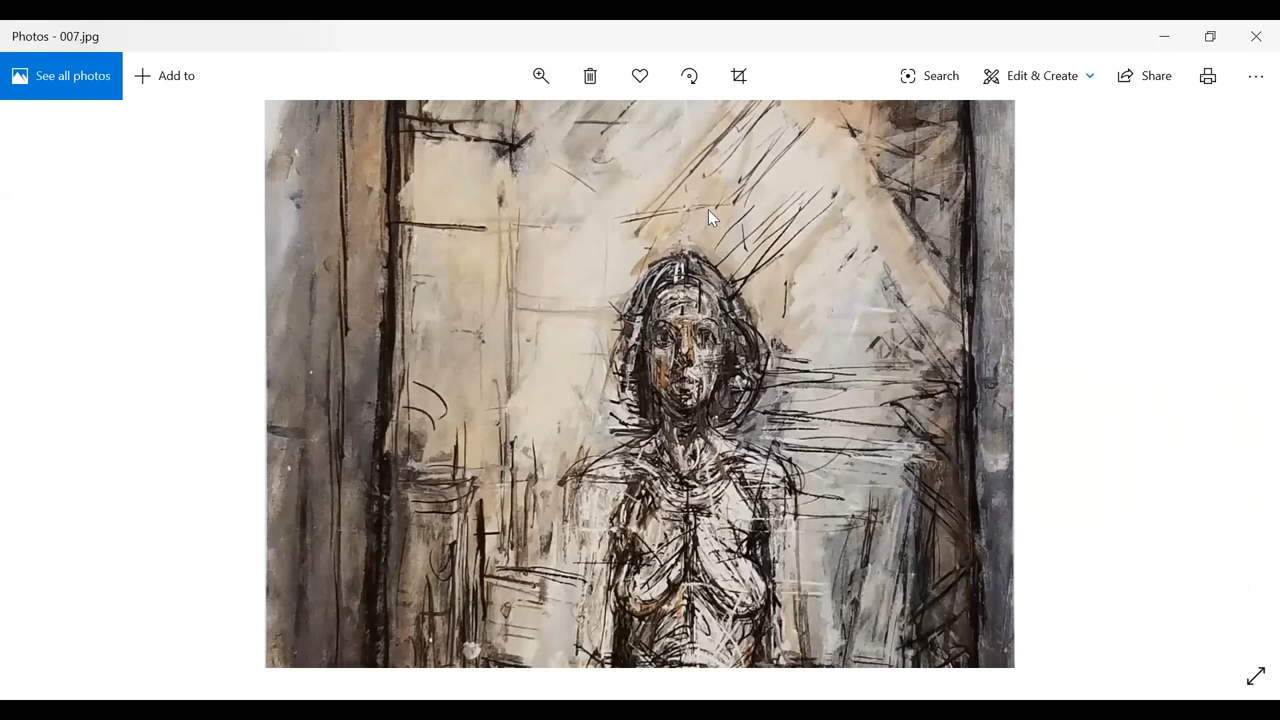 Photos - 007.jpg
See all photos
Add to
Search
Edit & Create
Share